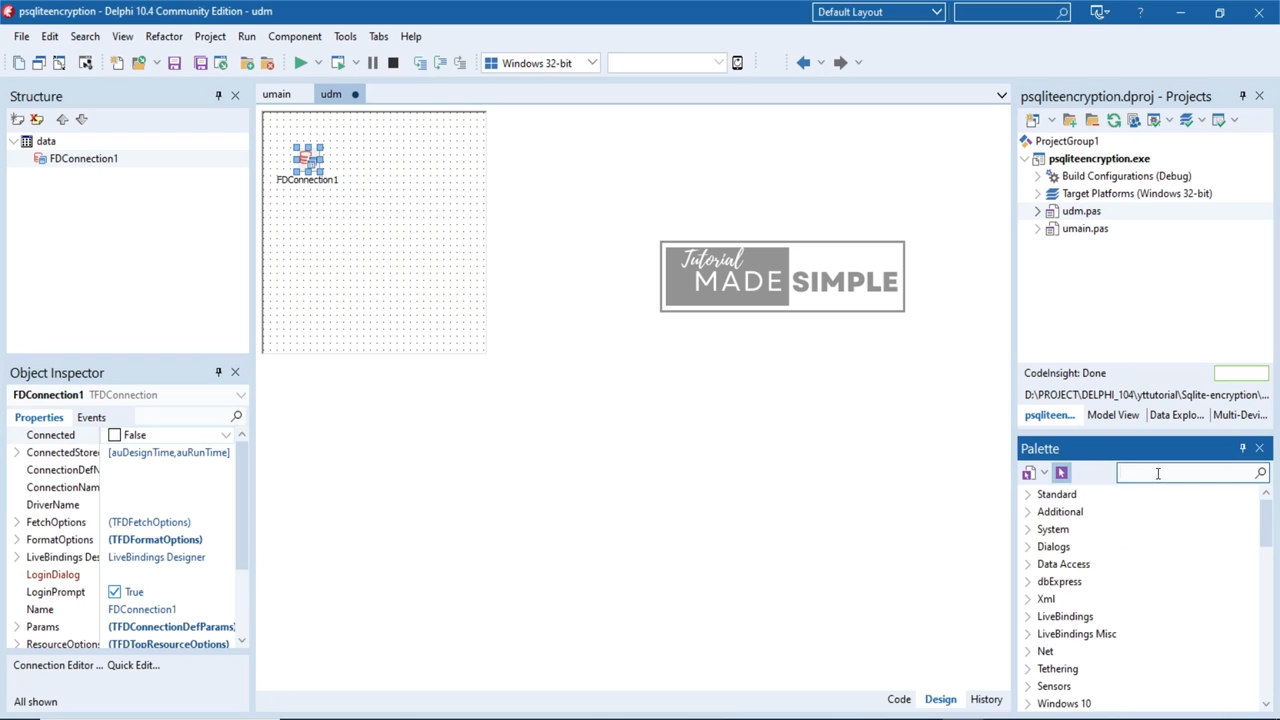 psqliteencryption - Delphi 10.4 Community Edition - udm
Default Layout
File Edit Search View Refactor Project Run Component Tools Tabs Help
Windows 32-bit
Structure
data
FDConnection1
umain
udm
FDConnection1
Tutorial
MADE SIMPLE
psqliteencryption.dproj - Projects
ProjectGroup1
psqliteencryption.exe
Build Configurations (Debug)
Target Platforms (Windows 32-bit)
udm.pas
umain.pas
CodeInsight: Done
D:\PROJECT\DELPHI_104\yttutorial\Sqlite-encryption\...
psqliteen... Model View Data Explo... Multi-Devi...
Object Inspector
FDConnection1 TFDConnection
Properties Events
Connected False
ConnectedStore [auDesignTime,auRunTime]
ConnectionDefN
ConnectionNam
DriverName
FetchOptions (TFDFetchOptions)
FormatOptions (TFDFormatOptions)
LiveBindings Des LiveBindings Designer
LoginDialog
LoginPrompt True
Name FDConnection1
Params (TFDConnectionDefParams)
ResourceOptions (TFDTopResourceOptions)
Connection Editor ... Quick Edit...
All shown
Palette
Standard
Additional
System
Dialogs
Data Access
dbExpress
Xml
LiveBindings
LiveBindings Misc
Net
Tethering
Sensors
Windows 10
Code Design History